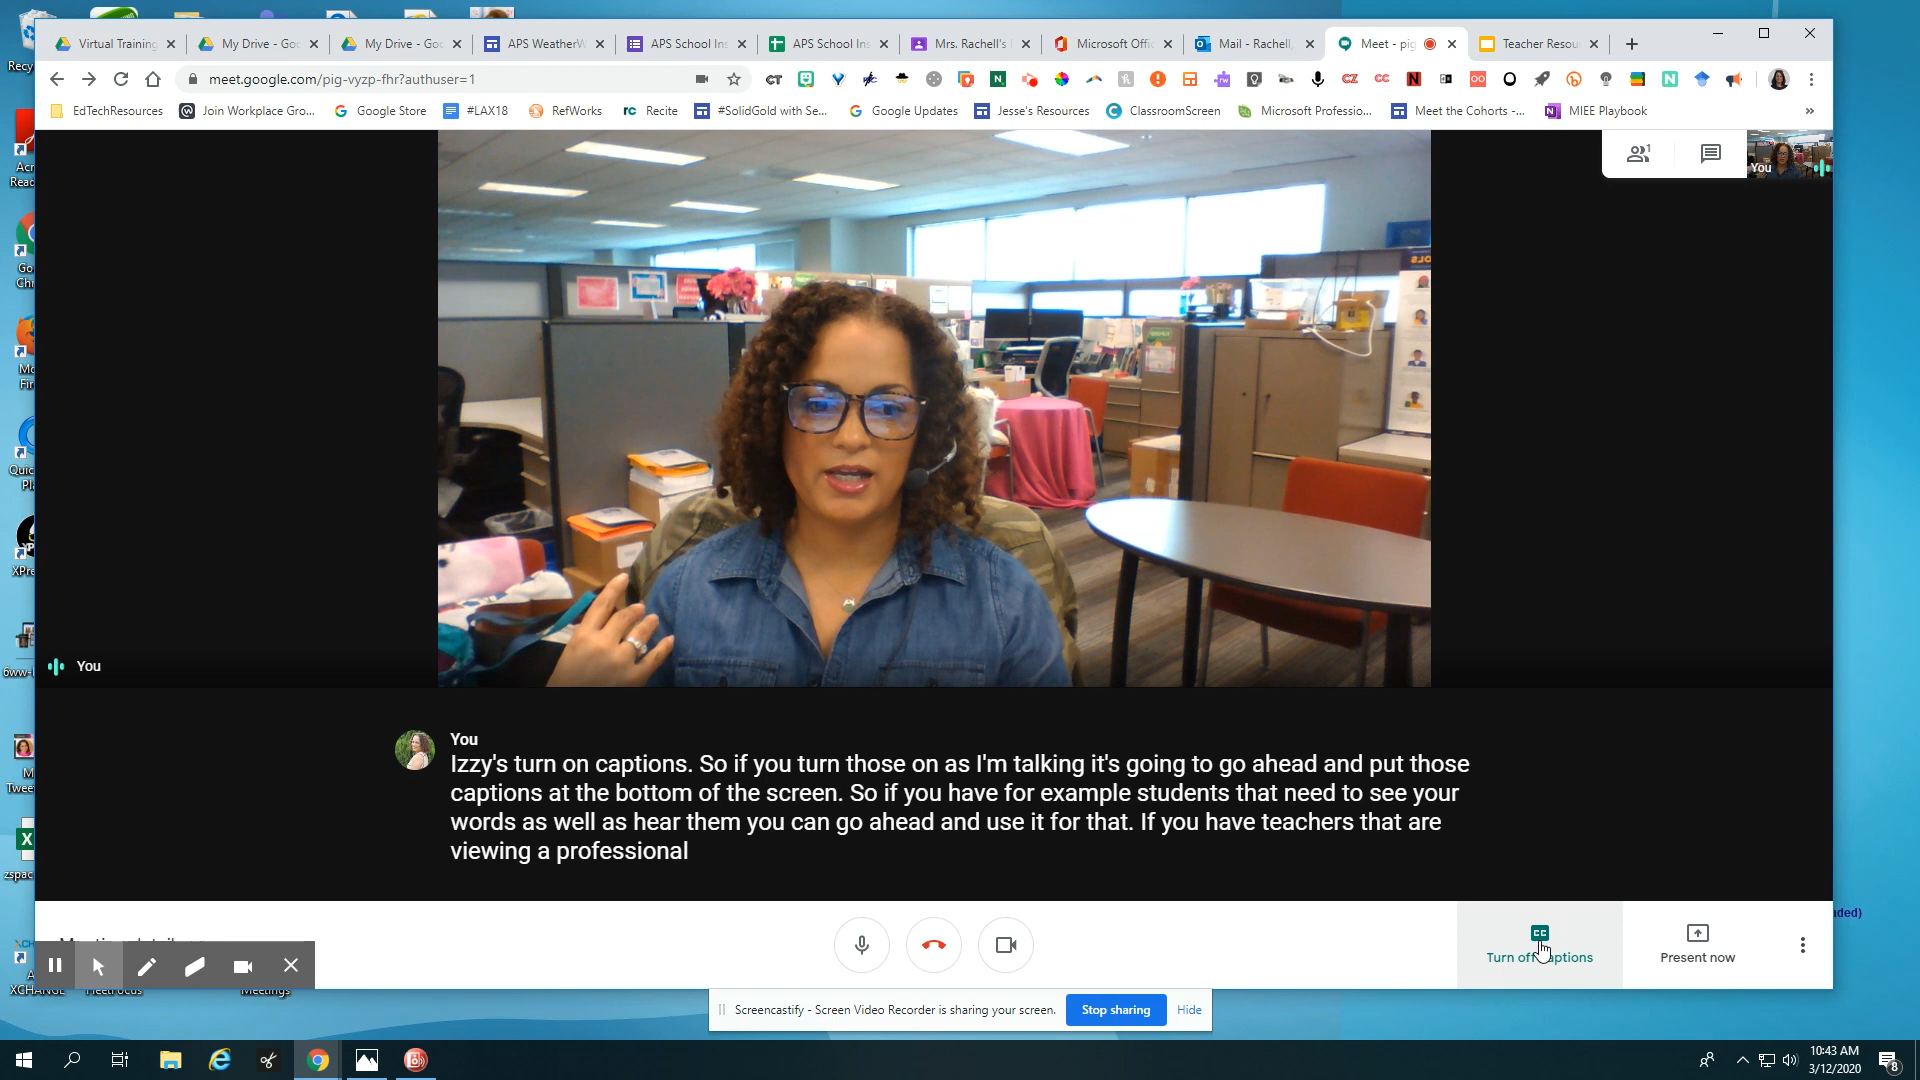 Virtual Training
My Drive - Goo
My Drive - Goo
APS WeatherW
APS School Ins
APS School Ins
Mrs. Rachell's
Microsoft Offic
Mail - Rachell,
Meet - pig
Teacher Resou
meet.google.com/pig-vyzp-fhr?authuser=1
EdTechResources
Join Workplace Gro...
Google Store
#LAX18
RefWorks
rc Recite
#SolidGold with Se...
Google Updates
Jesse's Resources
ClassroomScreen
Microsoft Professio...
Meet the Cohorts -...
MIEE Playbook
You
You
You
Izzy's turn on captions. So if you turn those on as I'm talking it's going to go ahead and put those
captions at the bottom of the screen. So if you have for example students that need to see your
words as well as hear them you can go ahead and use it for that. If you have teachers that are
viewing a professional
Turn off captions
Present now
Screencastify - Screen Video Recorder is sharing your screen.
Stop sharing
Hide
10:43 AM
3/12/2020
8